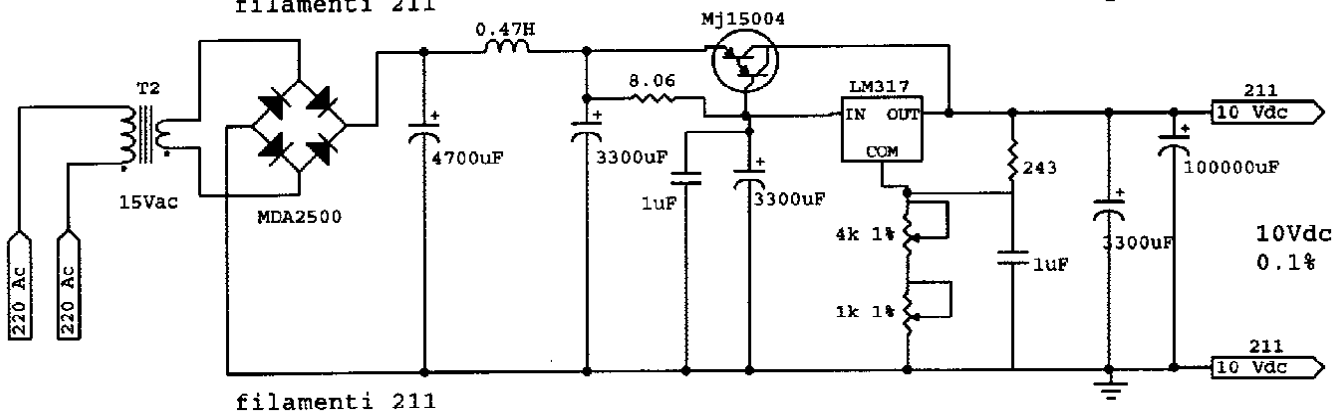 filamenti 211
Mj15004
0.47H
T2
8.06
LM317
211
10 Vdc
IN OUT
COM
+
+
+
+
+
4700uF
3300uF
1uF
3300uF
243
100000uF
15Vac
MDA2500
4k 1%
3300uF
10Vdc
0.1%
1uF
220 Ac
220 Ac
1k 1%
211
10 Vdc
filamenti 211